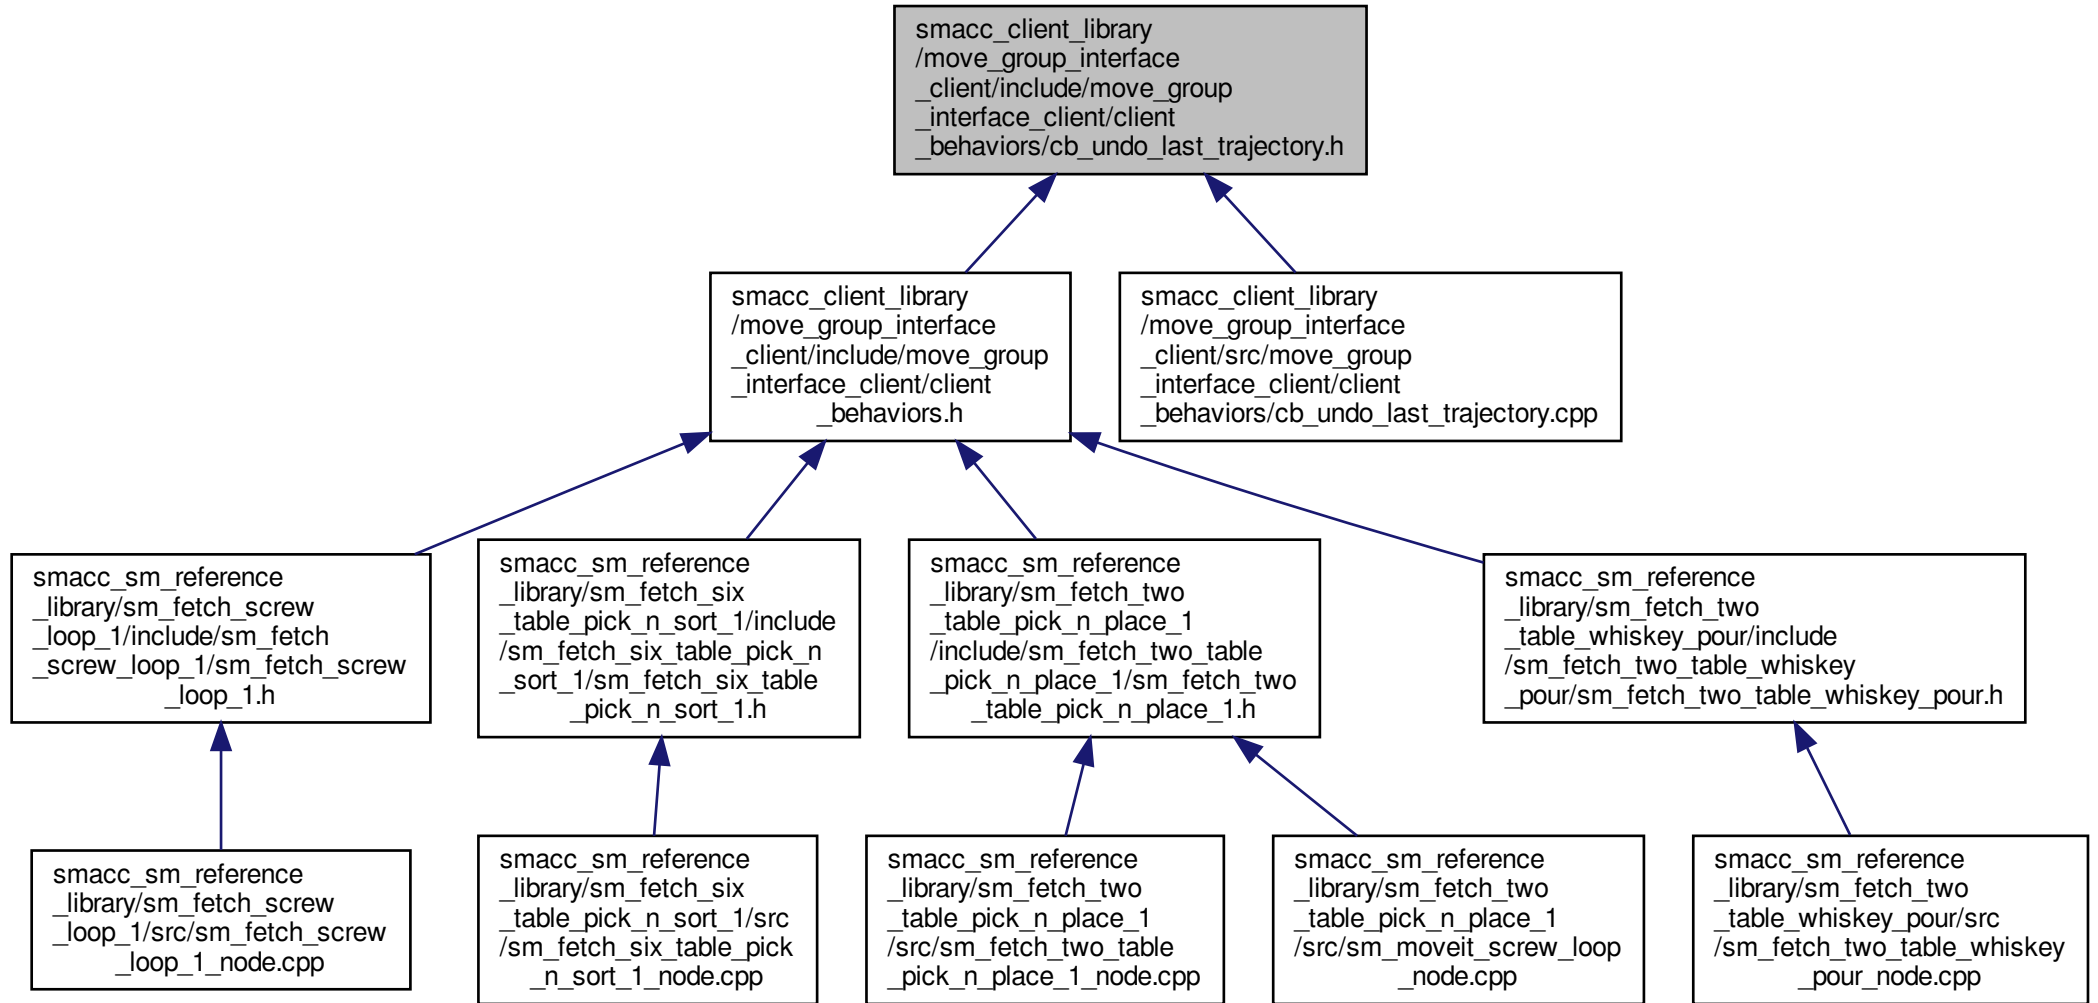 smacc_client_library
/move_group_interface
_client/include/move_group
_interface_client/client
_behaviors/cb_undo_last_trajectory.h
smacc_client_library
/move_group_interface
_client/include/move_group
_interface_client/client
_behaviors.h
smacc_client_library
/move_group_interface
_client/src/move_group
_interface_client/client
_behaviors/cb_undo_last_trajectory.cpp
smacc_sm_reference
_library/sm_fetch_screw
_loop_1/include/sm_fetch
_screw_loop_1/sm_fetch_screw
_loop_1.h
smacc_sm_reference
_library/sm_fetch_six
_table_pick_n_sort_1/include
/sm_fetch_six_table_pick_n
_sort_1/sm_fetch_six_table
_pick_n_sort_1.h
smacc_sm_reference
_library/sm_fetch_two
_table_pick_n_place_1
/include/sm_fetch_two_table
_pick_n_place_1/sm_fetch_two
_table_pick_n_place_1.h
smacc_sm_reference
_library/sm_fetch_two
_table_whiskey_pour/include
/sm_fetch_two_table_whiskey
_pour/sm_fetch_two_table_whiskey_pour.h
smacc_sm_reference
_library/sm_fetch_screw
_loop_1/src/sm_fetch_screw
_loop_1_node.cpp
smacc_sm_reference
_library/sm_fetch_six
_table_pick_n_sort_1/src
/sm_fetch_six_table_pick
_n_sort_1_node.cpp
smacc_sm_reference
_library/sm_fetch_two
_table_pick_n_place_1
/src/sm_fetch_two_table
_pick_n_place_1_node.cpp
smacc_sm_reference
_library/sm_fetch_two
_table_pick_n_place_1
/src/sm_moveit_screw_loop
_node.cpp
smacc_sm_reference
_library/sm_fetch_two
_table_whiskey_pour/src
/sm_fetch_two_table_whiskey
_pour_node.cpp